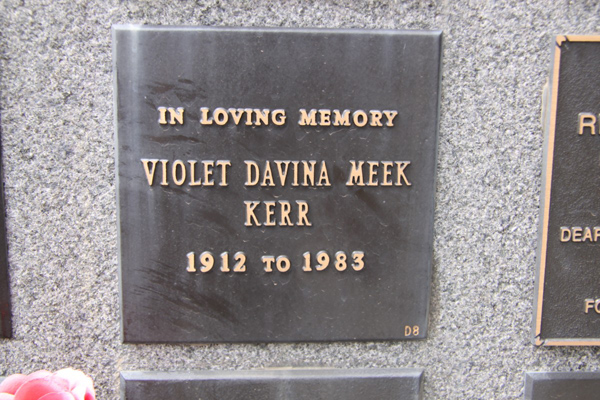 IN LOVING MEMORY
VIOLET DAVINA MEEK
KERR
1912 TO 1983
D8